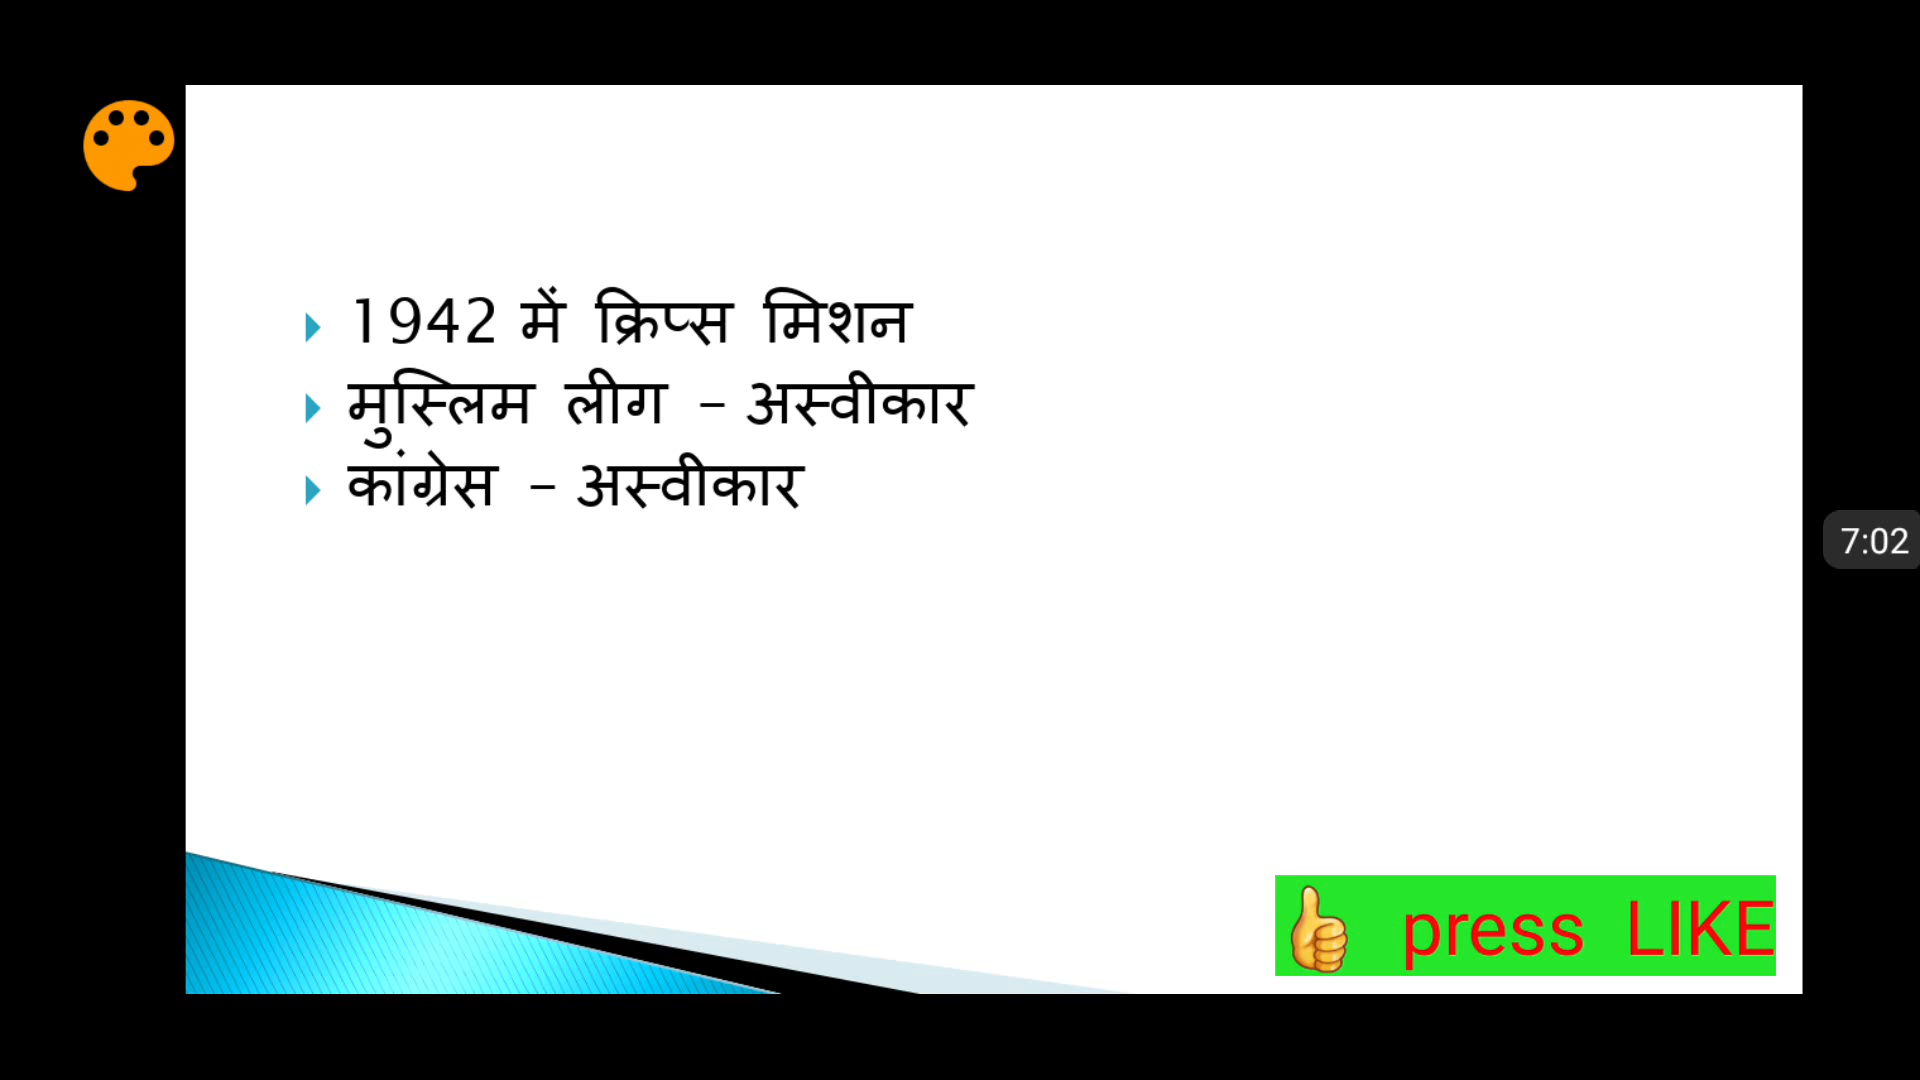 1942 में क्रिप्स मिशन
मुस्लिम लीग - अस्वीकार
कांग्रेस - अस्वीकार
7:02
press LIKE